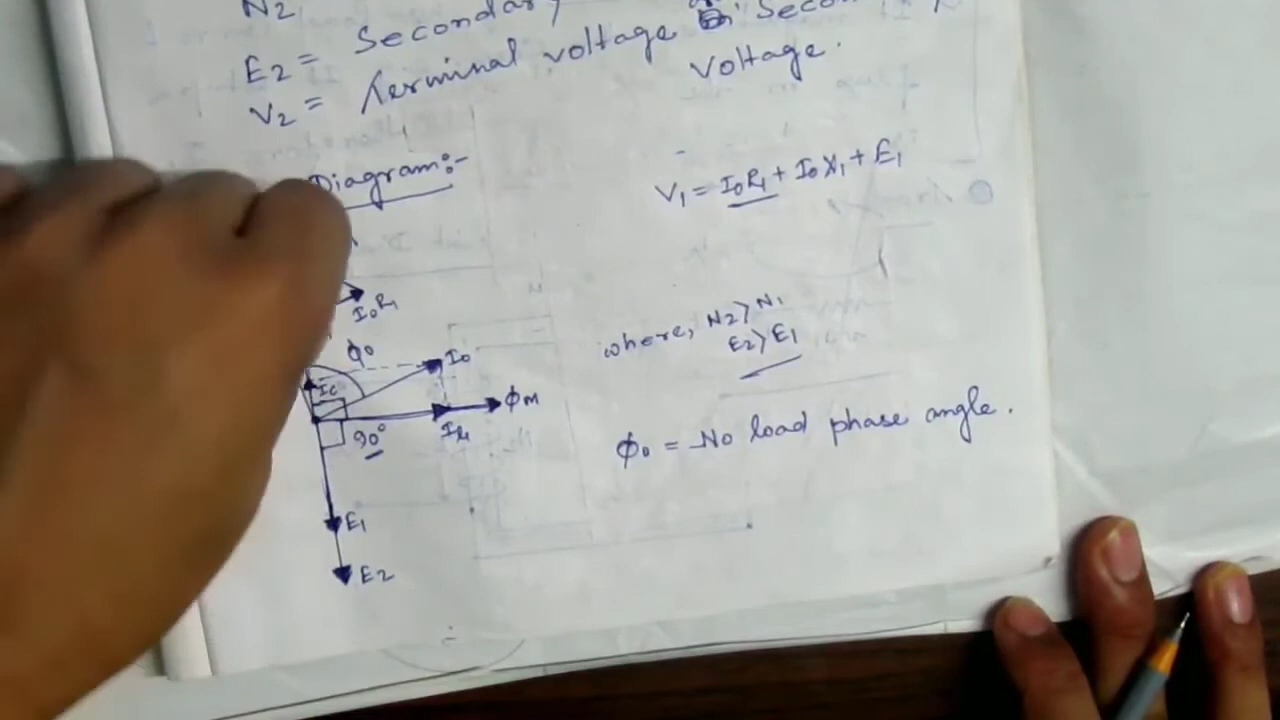 N2
E2 = Secondary
V2 = Terminal voltage
Voltage.
Diagram:-
V1 = I0R1 + I0X1 + E1
I0R1
where, N2 > N1
E2 > E1
φ0
I0
Ic
φM
90°
φ0 = No load phase angle.
E1
E2